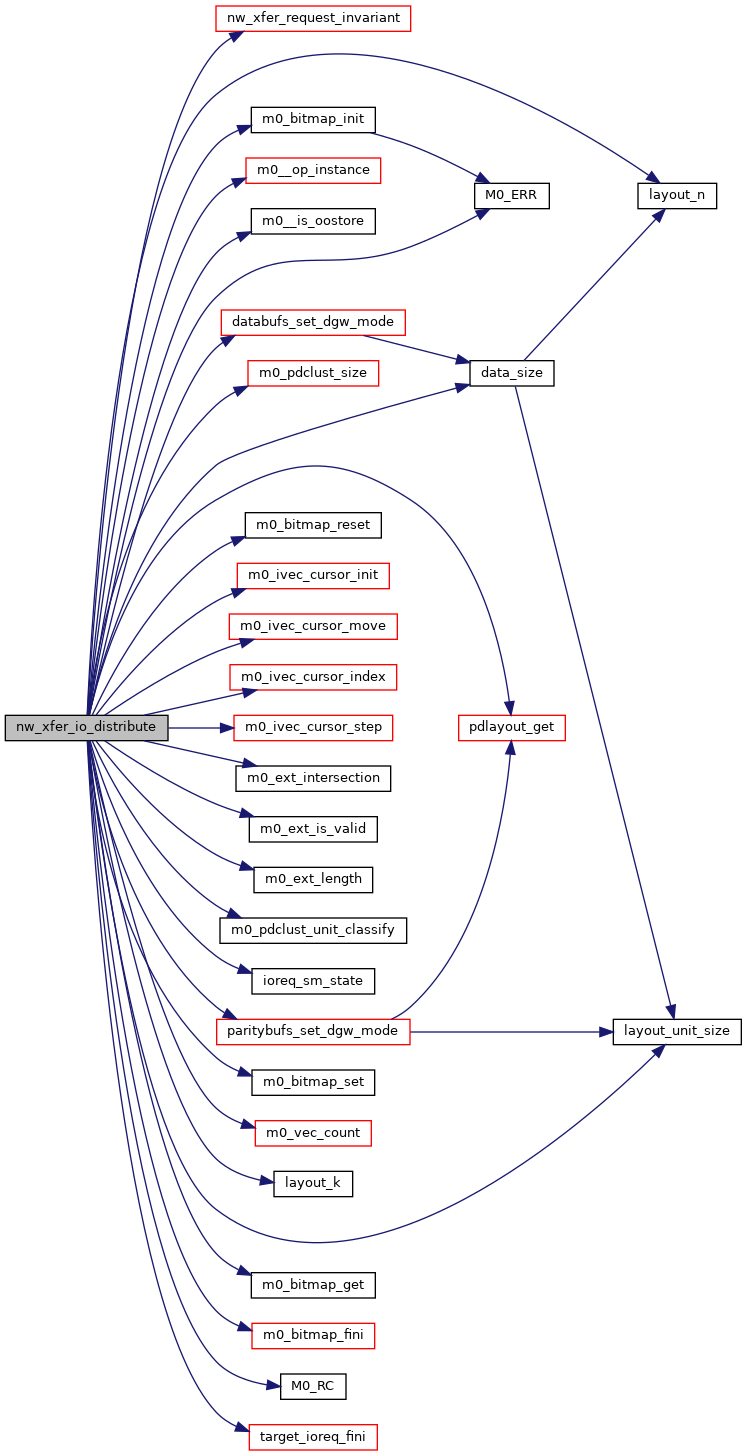 nw_xfer_request_invariant
m0_bitmap_init
m0__op_instance
M0_ERR
layout_n
m0__is_oostore
databufs_set_dgw_mode
m0_pdclust_size
data_size
m0_bitmap_reset
m0_ivec_cursor_init
m0_ivec_cursor_move
m0_ivec_cursor_index
nw_xfer_io_distribute
m0_ivec_cursor_step
pdlayout_get
m0_ext_intersection
m0_ext_is_valid
m0_ext_length
m0_pdclust_unit_classify
ioreq_sm_state
paritybufs_set_dgw_mode
layout_unit_size
m0_bitmap_set
m0_vec_count
layout_k
m0_bitmap_get
m0_bitmap_fini
M0_RC
target_ioreq_fini